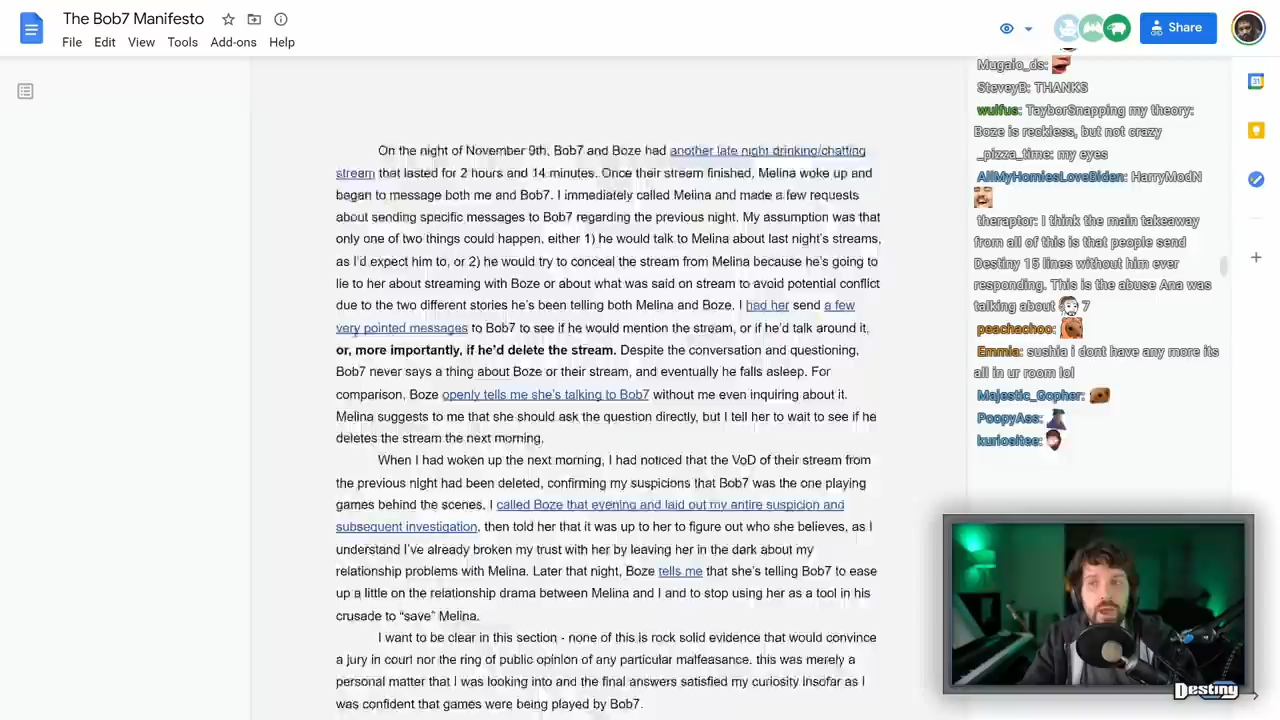 The Bob7 Manifesto
File Edit View Tools Add-ons Help
Share
On the night of November 9th, Bob7 and Boze had another late night drinking/chatting
stream that lasted for 2 hours and 14 minutes. Once their stream finished, Melina woke up and
began to message both me and Bob7. I immediately called Melina and made a few requests
about sending specific messages to Bob7 regarding the previous night. My assumption was that
only one of two things could happen, either 1) he would talk to Melina about last night's streams,
as I'd expect him to, or 2) he would try to conceal the stream from Melina because he's going to
lie to her about streaming with Boze or about what was said on stream to avoid potential conflict
due to the two different stories he's been telling both Melina and Boze. I had her send a few
very pointed messages to Bob7 to see if he would mention the stream, or if he'd talk around it,
or, more importantly, if he'd delete the stream. Despite the conversation and questioning,
Bob7 never says a thing about Boze or their stream, and eventually he falls asleep. For
comparison, Boze openly tells me she's talking to Bob7 without me even inquiring about it.
Melina suggests to me that she should ask the question directly, but I tell her to wait to see if he
deletes the stream the next morning.
When I had woken up the next morning, I had noticed that the VoD of their stream from
the previous night had been deleted, confirming my suspicions that Bob7 was the one playing
games behind the scenes. I called Boze that evening and laid out my entire suspicion and
subsequent investigation, then told her that it was up to her to figure out who she believes, as I
understand I've already broken my trust with her by leaving her in the dark about my
relationship problems with Melina. Later that night, Boze tells me that she's telling Bob7 to ease
up a little on the relationship drama between Melina and I and to stop using her as a tool in his
crusade to "save" Melina.
I want to be clear in this section - none of this is rock solid evidence that would convince
a jury in court nor the ring of public opinion of any particular malfeasance. this was merely a
personal matter that I was looking into and the final answers satisfied my curiosity insofar as I
was confident that games were being played by Bob7.
Mugaio_ds:
SteveyB: THANKS
wulfus: TayborSnapping my theory:
Boze is reckless, but not crazy
_pizza_time: my eyes
AllMyHomiesLoveBiden: HarryModN
theraptor: I think the main takeaway
from all of this is that people send
Destiny 15 lines without him ever
responding. This is the abuse Ana was
talking about 7
peachachoo:
Emmia: sushia i dont have any more its
all in ur room lol
Majestic_Gopher:
PoopyAss:
kuriositee:
31
Destiny